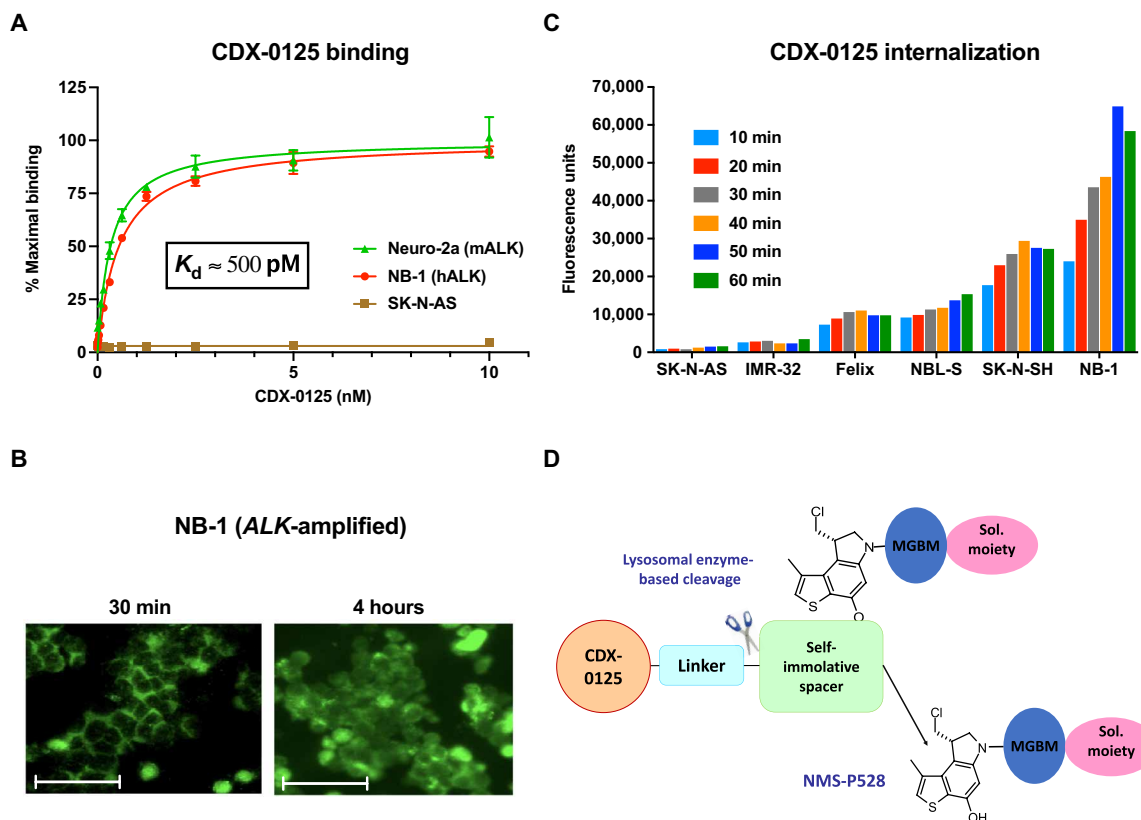 A
CDX-0125 binding
125
100
75
50
25
0
% Maximal binding
Kd ≈ 500 pM
Neuro-2a (mALK)
NB-1 (hALK)
SK-N-AS
0
5
10
CDX-0125 (nM)
C
CDX-0125 internalization
70,000
60,000
50,000
40,000
30,000
20,000
10,000
0
Fluorescence units
10 min
20 min
30 min
40 min
50 min
60 min
SK-N-AS
IMR-32
Felix
NBL-S
SK-N-SH
NB-1
B
NB-1 (ALK-amplified)
30 min
4 hours
D
Cl
N
MGBM
Sol.
moiety
S
O
Lysosomal enzyme-
based cleavage
CDX-
0125
Linker
Self-
immolative
spacer
Cl
N
MGBM
Sol.
moiety
NMS-P528
S
OH